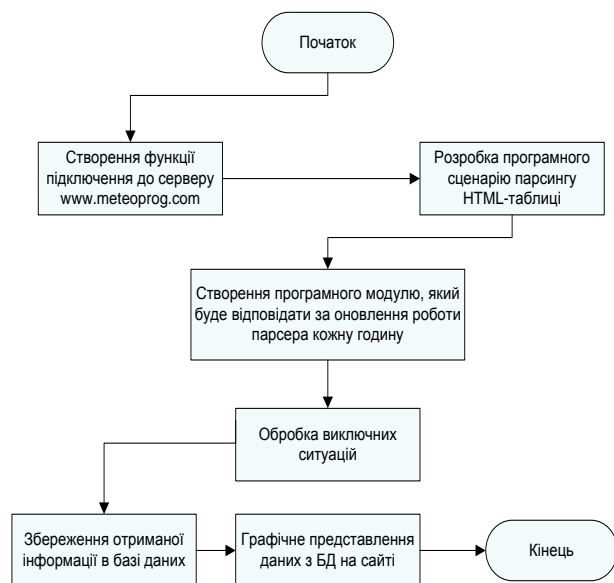 Початок
Створення функції
підключення до серверу
www.meteoprog.com
Розробка програмного
сценарію парсингу
HTML-таблиці
Створення програмного модулю, який
буде відповідати за оновлення роботи
парсера кожну годину
Обробка виключних
ситуацій
Збереження отриманої
інформації в базі даних
Графічне представлення
даних з БД на сайті
Кінець